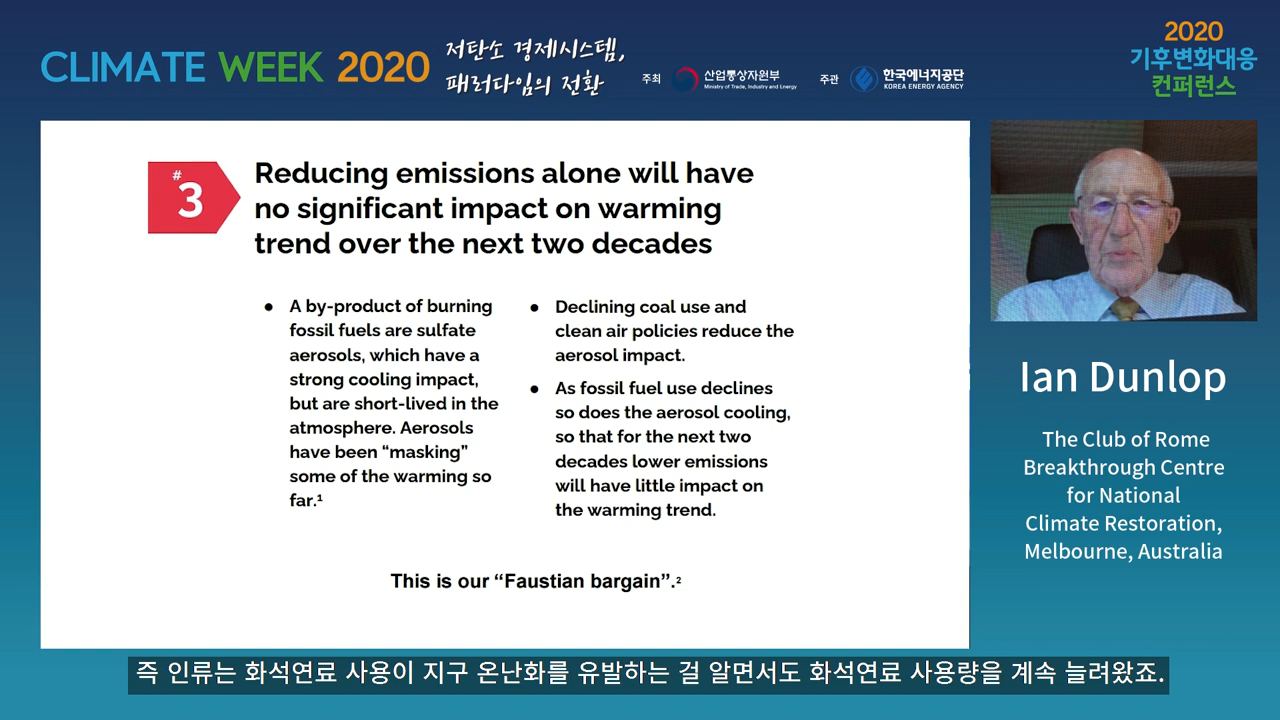 CLIMATE WEEK 2020
저탄소 경제시스템,
패러다임의 전환
주최
산업통상자원부
Ministry of Trade, Industry and Energy
주관
한국에너지공단
KOREA ENERGY AGENCY
2020
기후변화대응
컨퍼런스
#3
Reducing emissions alone will have
no significant impact on warming
trend over the next two decades
● A by-product of burning
fossil fuels are sulfate
aerosols, which have a
strong cooling impact,
but are short-lived in the
atmosphere. Aerosols
have been “masking”
some of the warming so
far.¹
● Declining coal use and
clean air policies reduce the
aerosol impact.
● As fossil fuel use declines
so does the aerosol cooling,
so that for the next two
decades lower emissions
will have little impact on
the warming trend.
This is our “Faustian bargain”.²
Ian Dunlop
The Club of Rome
Breakthrough Centre
for National
Climate Restoration,
Melbourne, Australia
즉 인류는 화석연료 사용이 지구 온난화를 유발하는 걸 알면서도 화석연료 사용량을 계속 늘려왔죠.